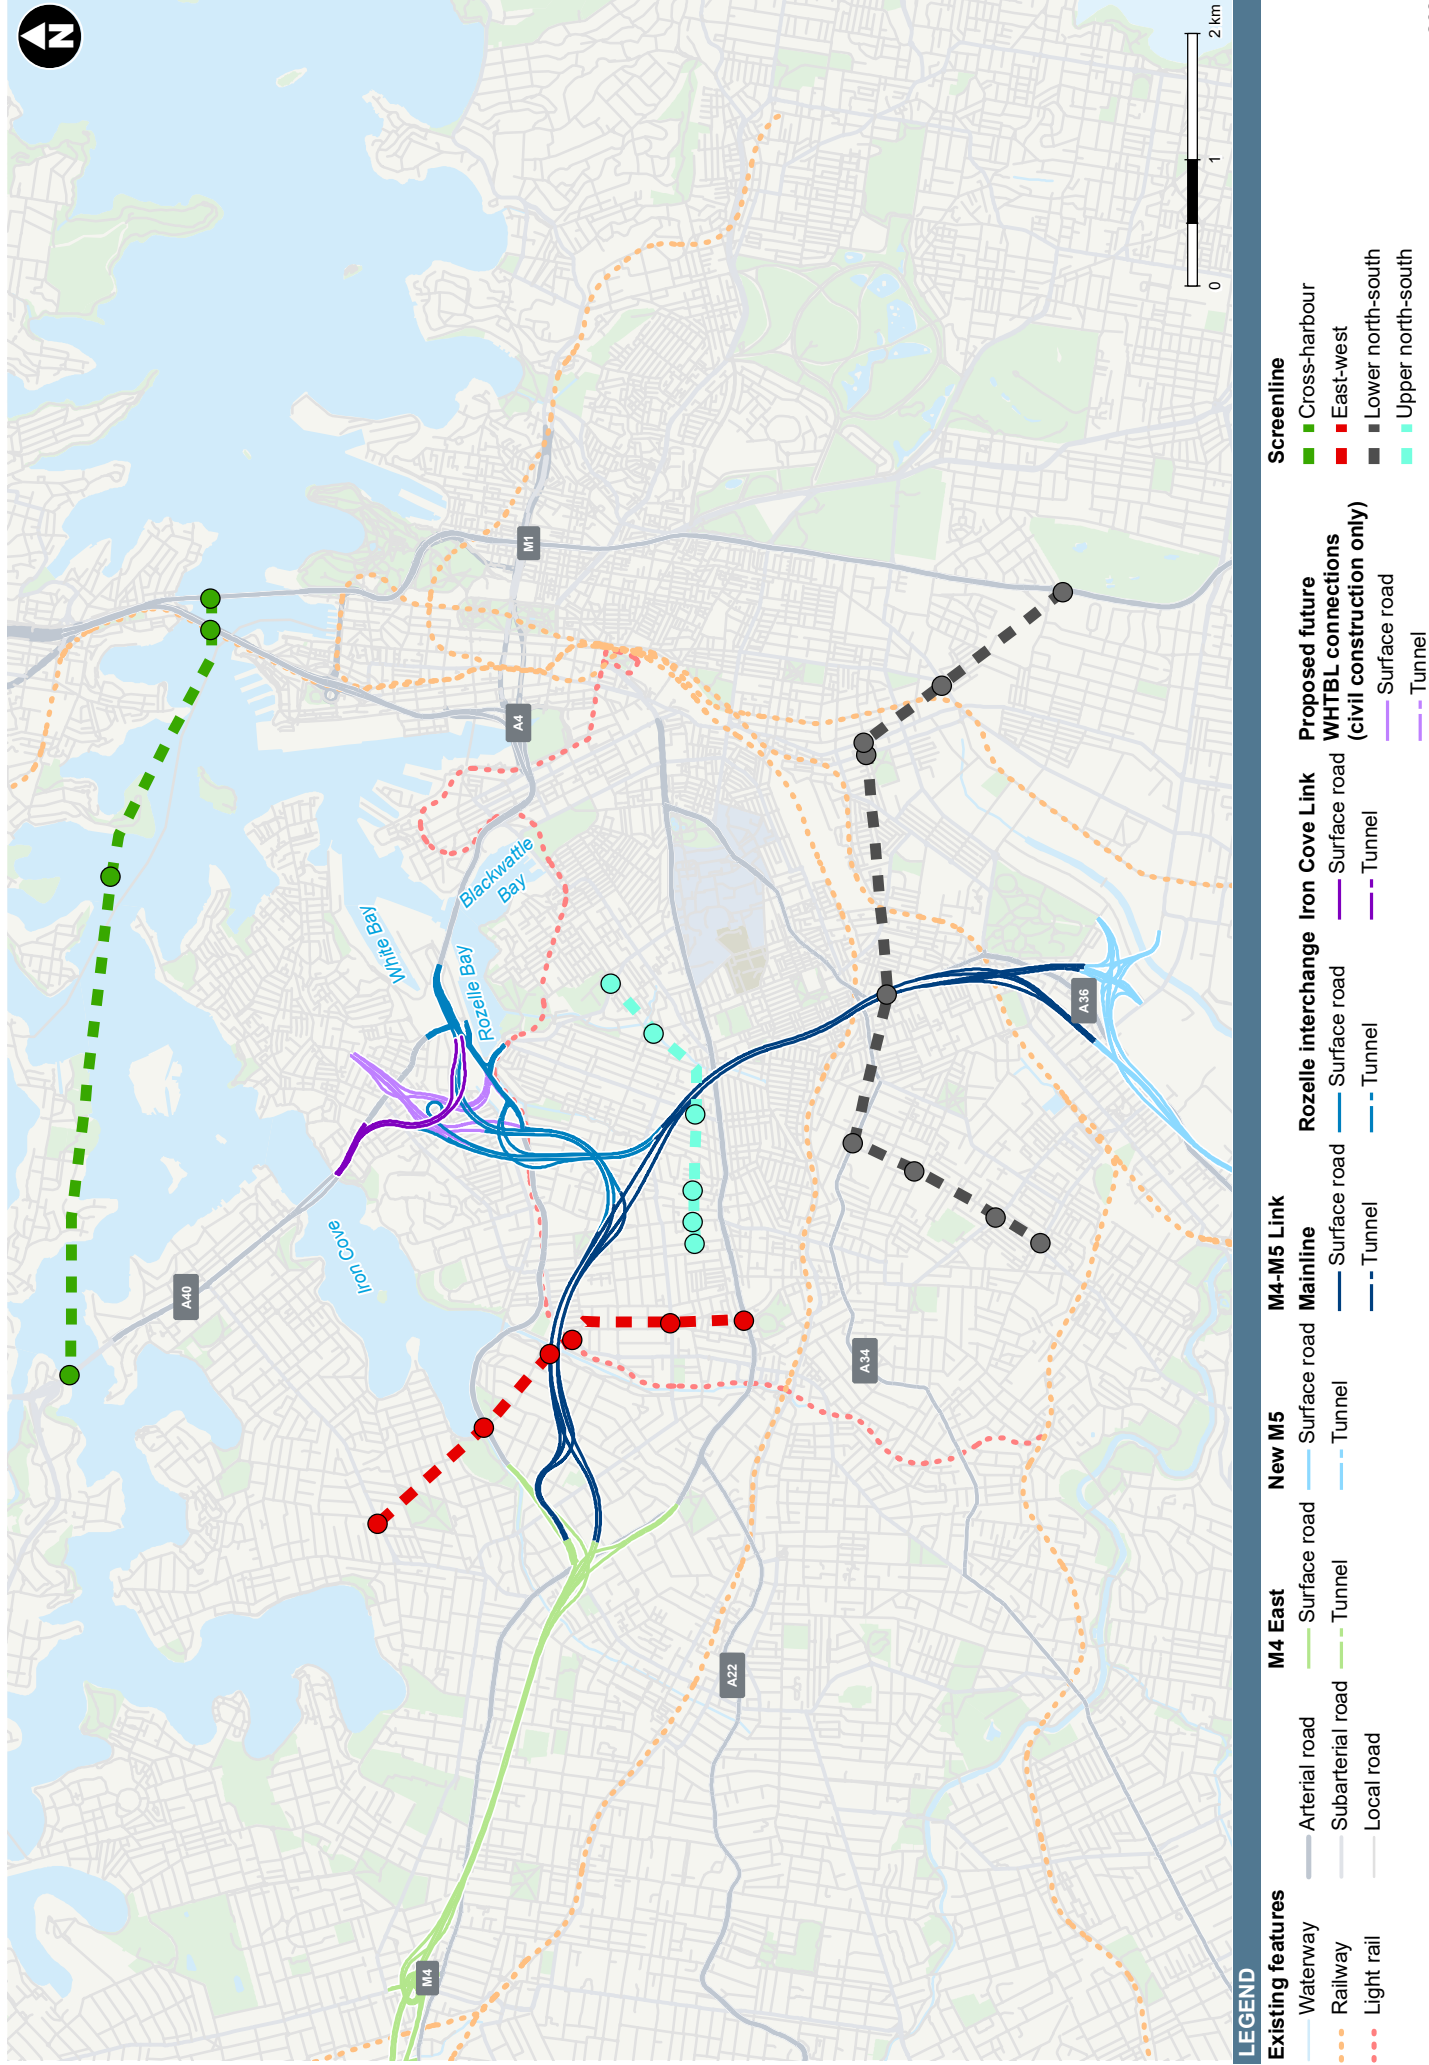 N
M4
A22
A40
A34
A36
A4
M1
Iron Cove
White Bay
Rozelle Bay
Blackwattle
Bay
0
1
2 km
LEGEND
Existing features
Waterway
Railway
Light rail
Arterial road
Subarterial road
Local road
M4 East
Surface road
Tunnel
New M5
Surface road
Tunnel
M4-M5 Link
Mainline
Surface road
Tunnel
Rozelle interchange
Surface road
Tunnel
Iron Cove Link
Surface road
Tunnel
Proposed future
WHTBL connections
(civil construction only)
Surface road
Tunnel
Screenline
Cross-harbour
East-west
Lower north-south
Upper north-south